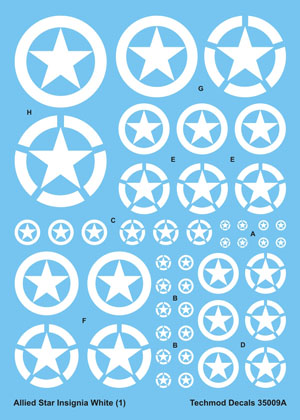 H
G
E E
C
A
F
B
B
D
Allied Star Insignia White (1) Techmod Decals 35009A